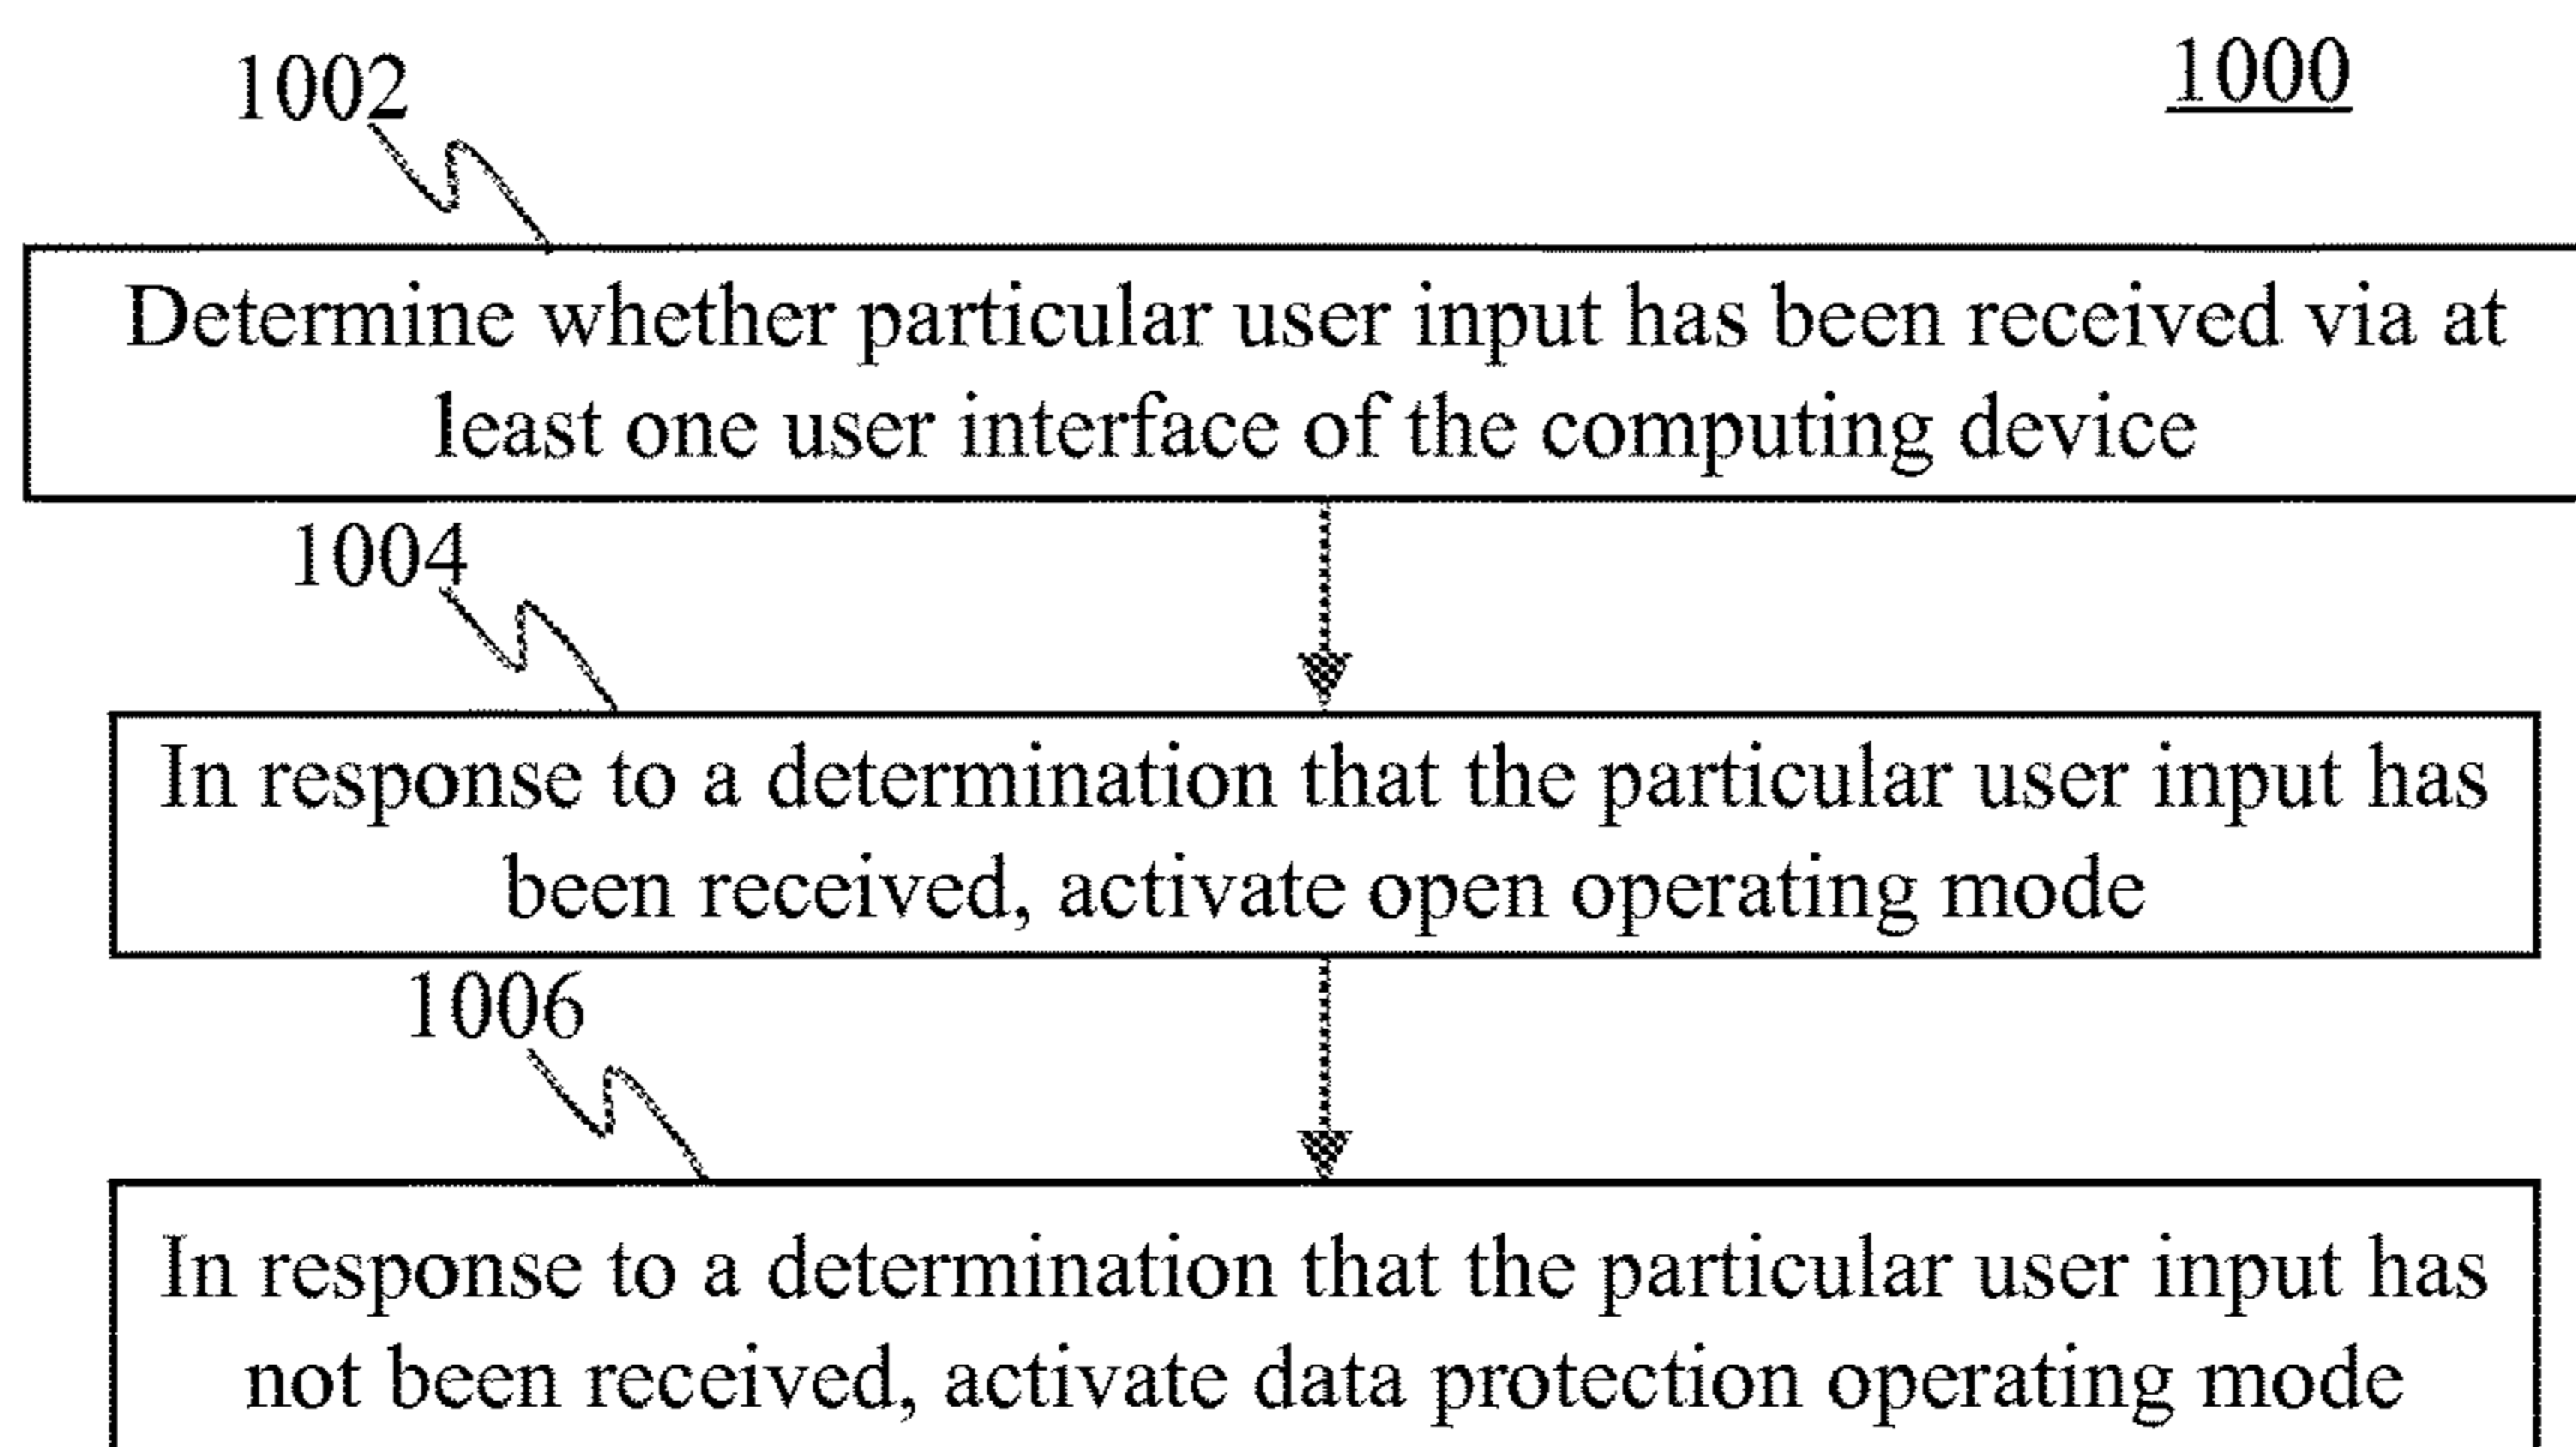 1000
1002
Determine whether particular user input has been received via at
least one user interface of the computing device
1004
In response to a determination that the particular user input has
been received, activate open operating mode
1006
In response to a determination that the particular user input has
not been received, activate data protection operating mode